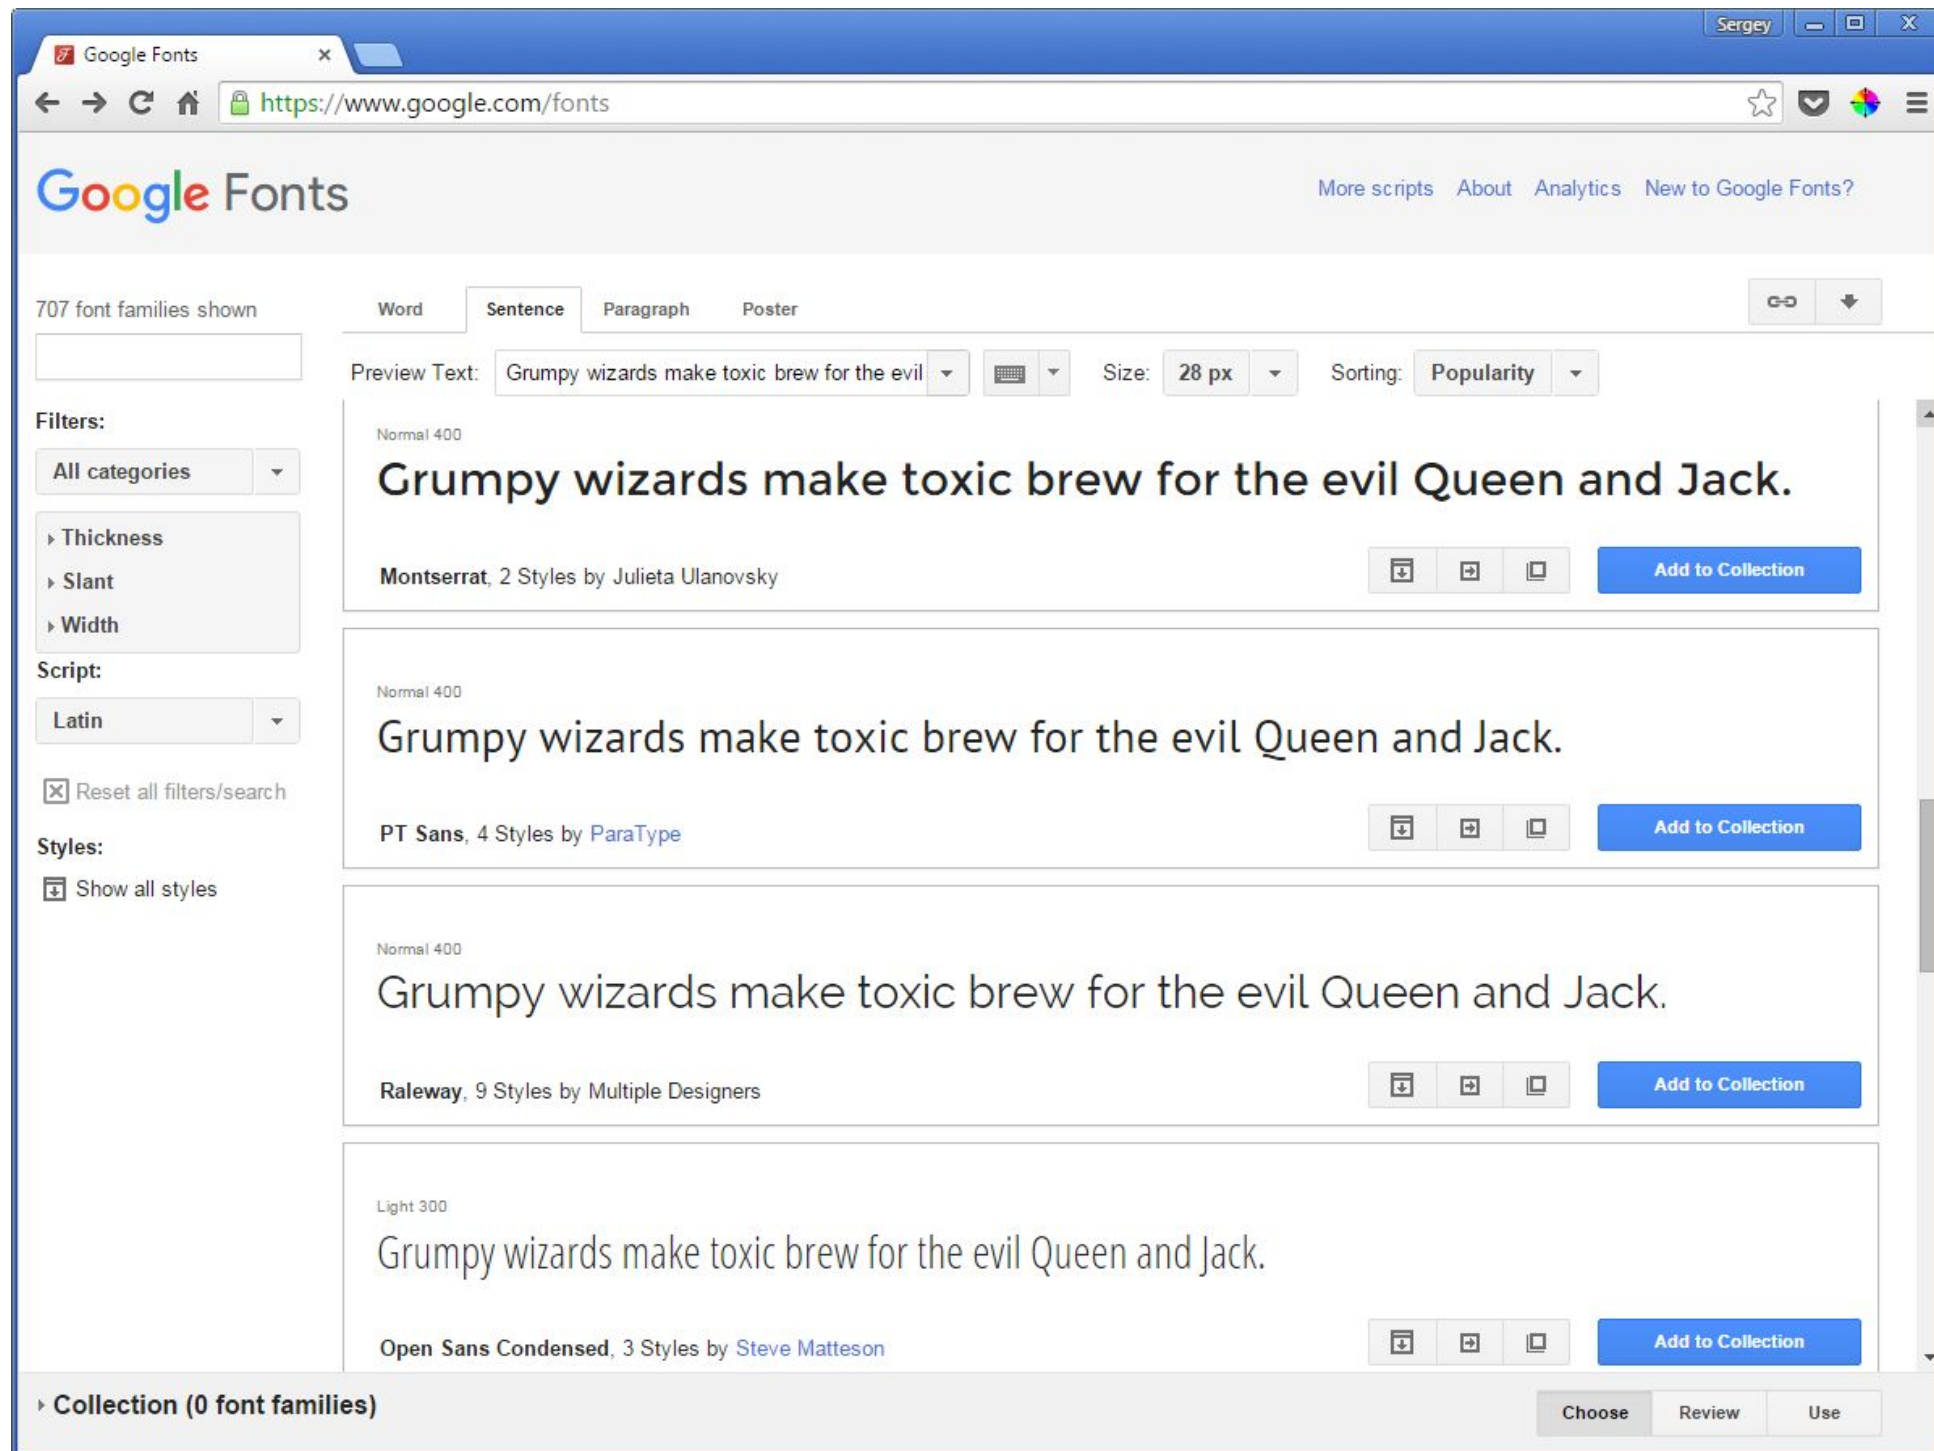 Sergey
Google Fonts
https://www.google.com/fonts
Google Fonts
More scripts About Analytics New to Google Fonts?
707 font families shown
Word Sentence Paragraph Poster
Preview Text: Grumpy wizards make toxic brew for the evil Size: 28 px Sorting: Popularity
Filters:
All categories
Thickness
Slant
Width
Script:
Latin
Reset all filters/search
Styles:
Show all styles
Normal 400
Grumpy wizards make toxic brew for the evil Queen and Jack.
Montserrat, 2 Styles by Julieta Ulanovsky Add to Collection
Normal 400
Grumpy wizards make toxic brew for the evil Queen and Jack.
PT Sans, 4 Styles by ParaType Add to Collection
Normal 400
Grumpy wizards make toxic brew for the evil Queen and Jack.
Raleway, 9 Styles by Multiple Designers Add to Collection
Light 300
Grumpy wizards make toxic brew for the evil Queen and Jack.
Open Sans Condensed, 3 Styles by Steve Matteson Add to Collection
Collection (0 font families) Choose Review Use